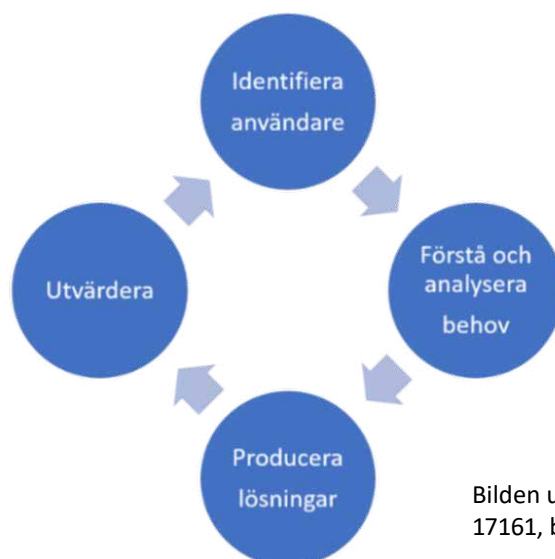 Identifiera
användare
Förstå och
analysera
behov
Utvärdera
Producera
lösningar
Bilden
17161,